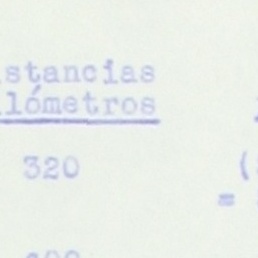 stancias
lómetros
320
(
=